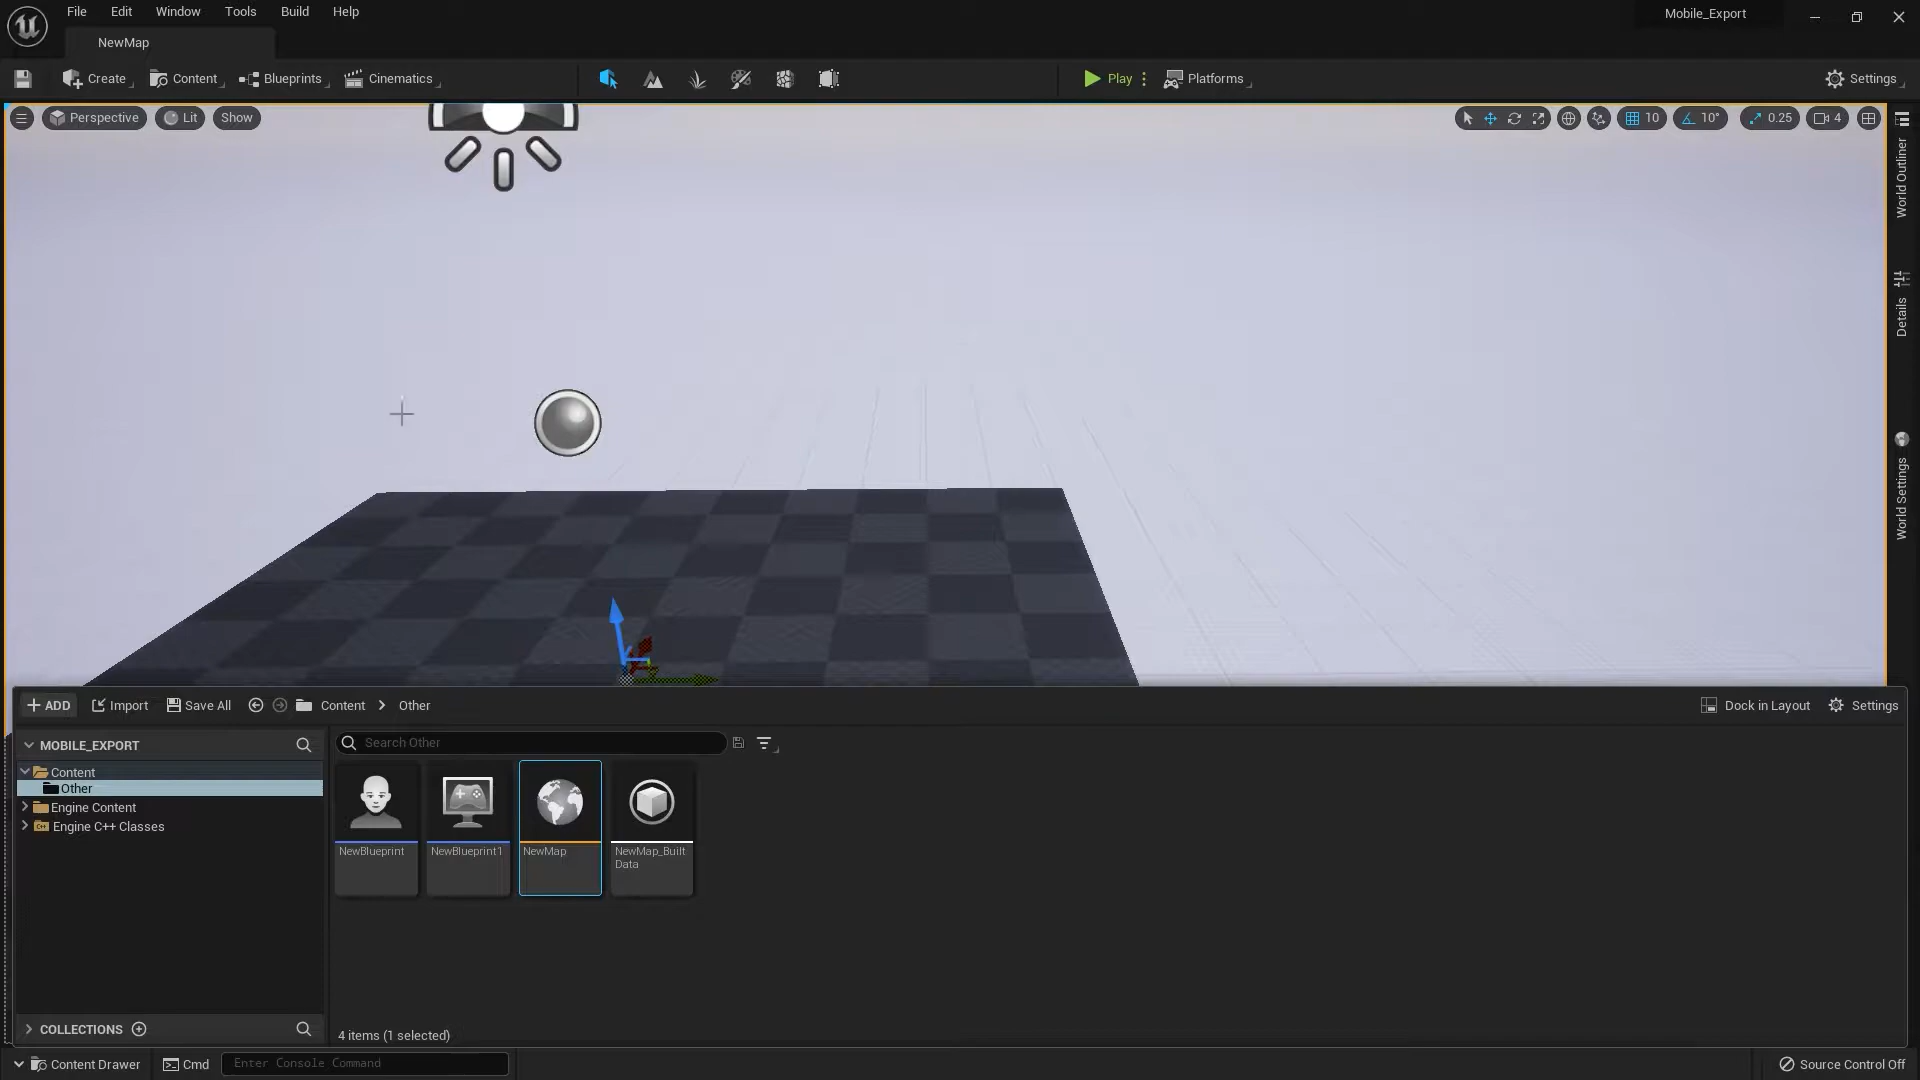 File Edit Window Tools Build Help
Mobile_Export
NewMap
Create Content Blueprints Cinematics Play Platforms Settings
Perspective Lit Show 10 10° 0.25 4
World Outliner
Details
World Settings
ADD Import Save All Content Other Dock in Layout Settings
MOBILE_EXPORT
Search Other
Content
Other
Engine Content
Engine C++ Classes
NewBlueprint NewBlueprint1 NewMap NewMap_Built
Data
COLLECTIONS
4 items (1 selected)
Content Drawer Cmd Enter Console Command Source Control Off